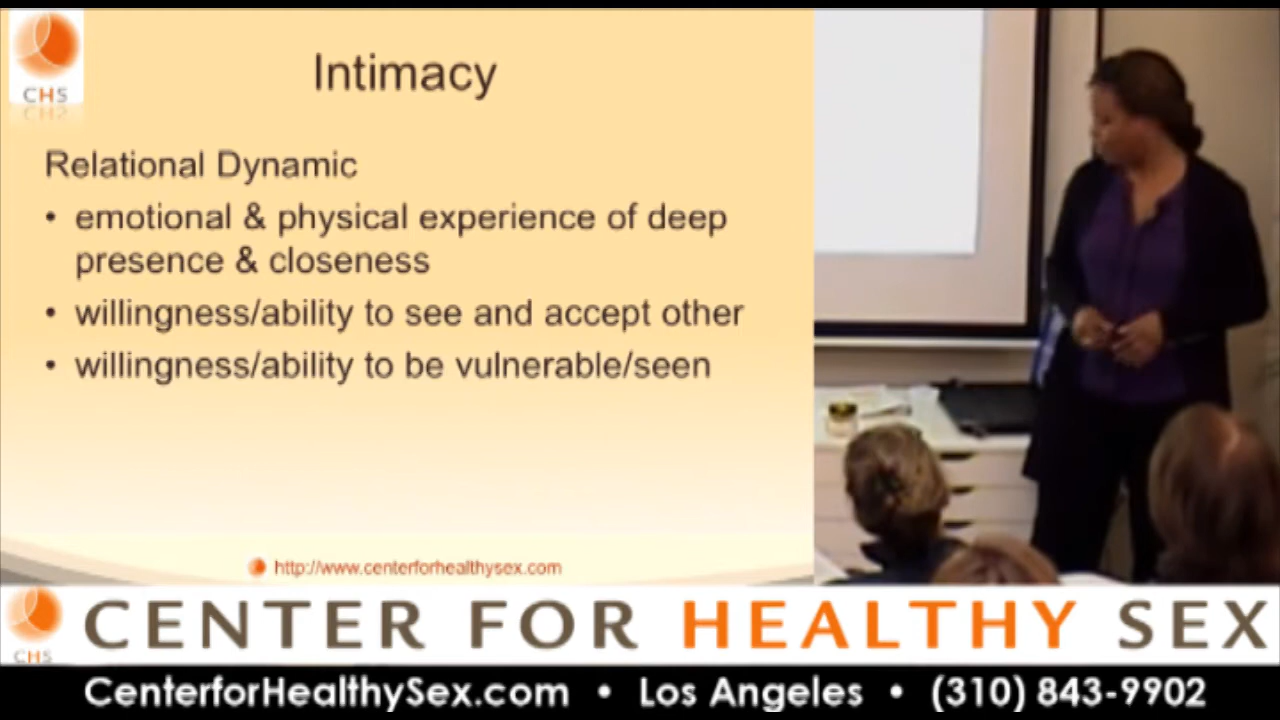 CHS
Intimacy
Relational Dynamic
• emotional & physical experience of deep
presence & closeness
• willingness/ability to see and accept other
• willingness/ability to be vulnerable/seen
http://www.centerforhealthysex.com
CHS
CENTER FOR HEALTHY SEX
CenterforHealthySex.com • Los Angeles • (310) 843-9902